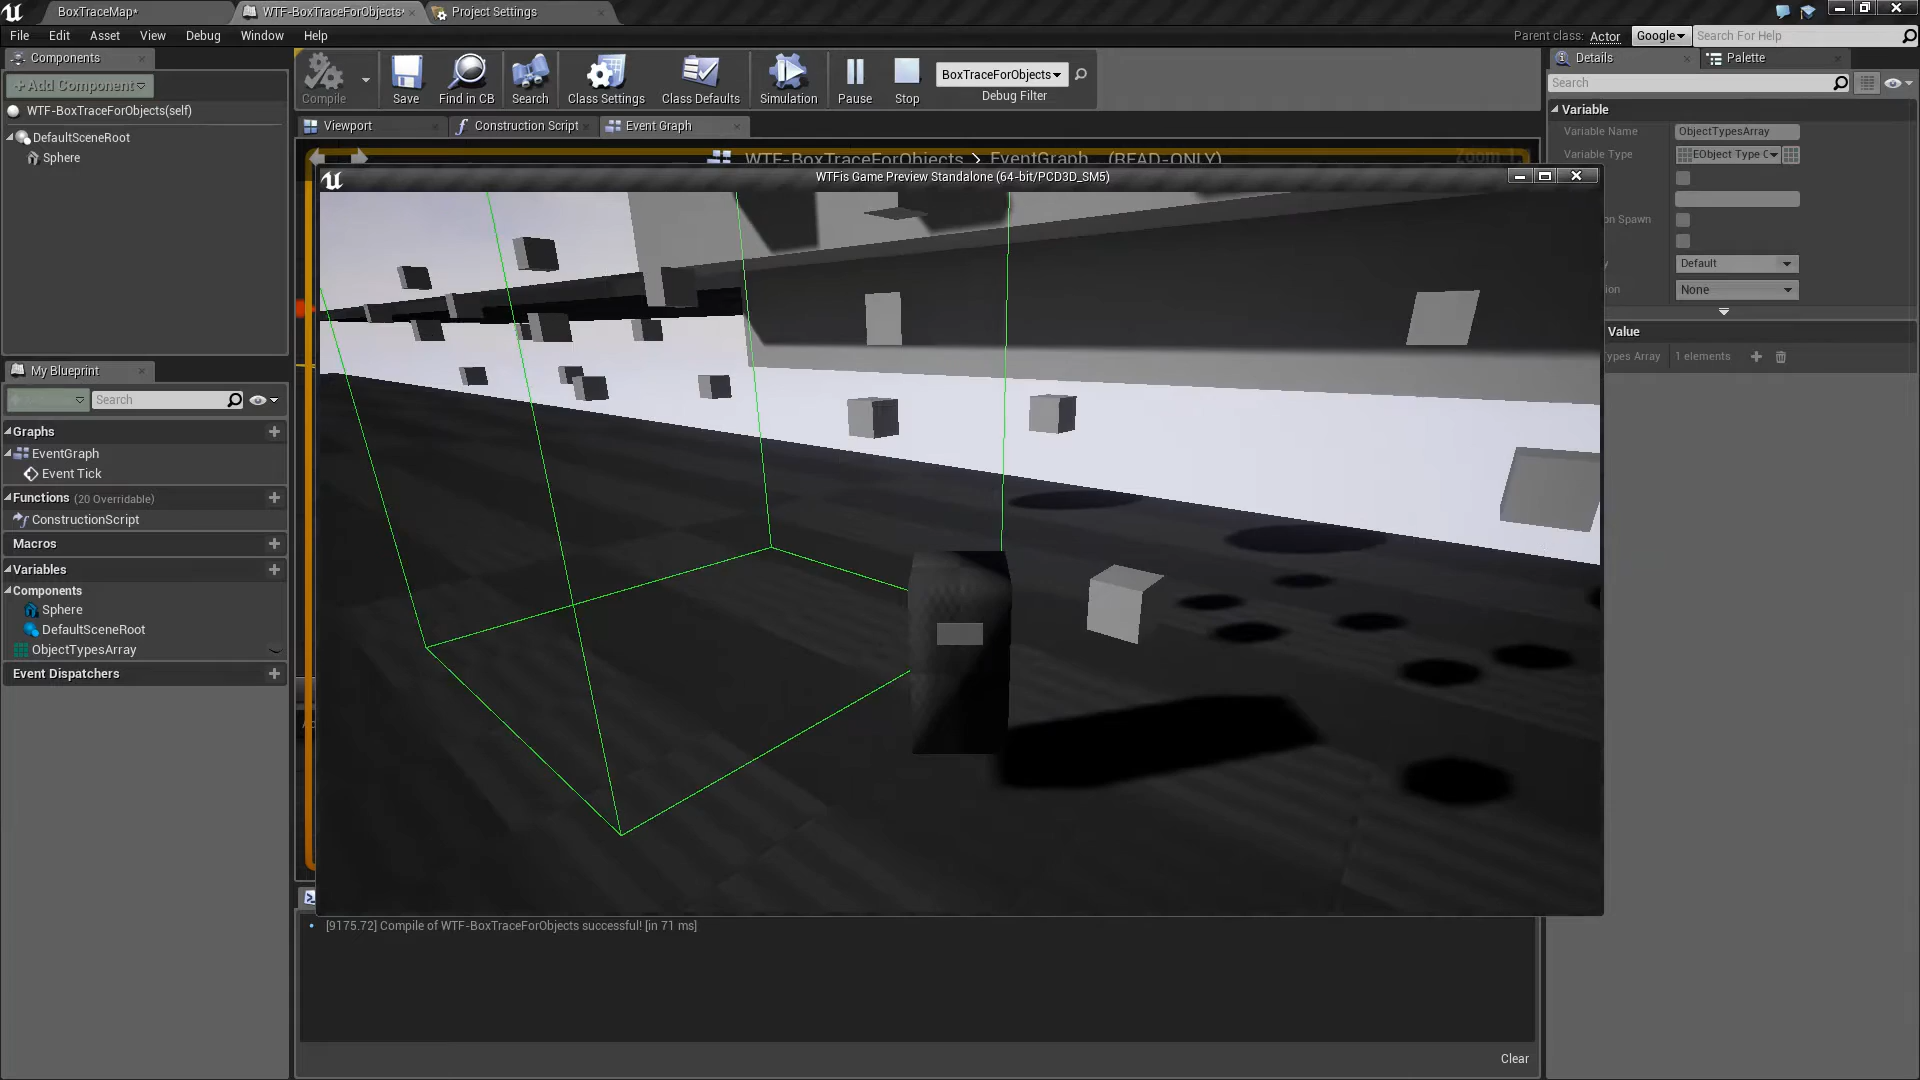 BoxTraceMap*
WTF-BoxTraceForObjects*
Project Settings
File
Edit
Asset
View
Debug
Window
Help
Parent class:
Actor
Google
Search For Help
Components
+Add Component
WTF-BoxTraceForObjects(self)
DefaultSceneRoot
Sphere
Compile
Save
Find in CB
Search
Class Settings
Class Defaults
Simulation
Pause
Stop
BoxTraceForObjects
Debug Filter
Viewport
Construction Script
Event Graph
WTF-BoxTraceForObjects > EventGraph (READ-ONLY)
WTFis Game Preview Standalone (64-bit/PCD3D_SM5)
Details
Palette
Search
Variable
Variable Name
ObjectTypesArray
Variable Type
EObject Type
on Spawn
Default
None
Value
ypes Array
1 elements
My Blueprint
Search
Graphs
EventGraph
Event Tick
Functions (20 Overridable)
ConstructionScript
Macros
Variables
Components
Sphere
DefaultSceneRoot
ObjectTypesArray
Event Dispatchers
[9175.72] Compile of WTF-BoxTraceForObjects successful! [in 71 ms]
Clear